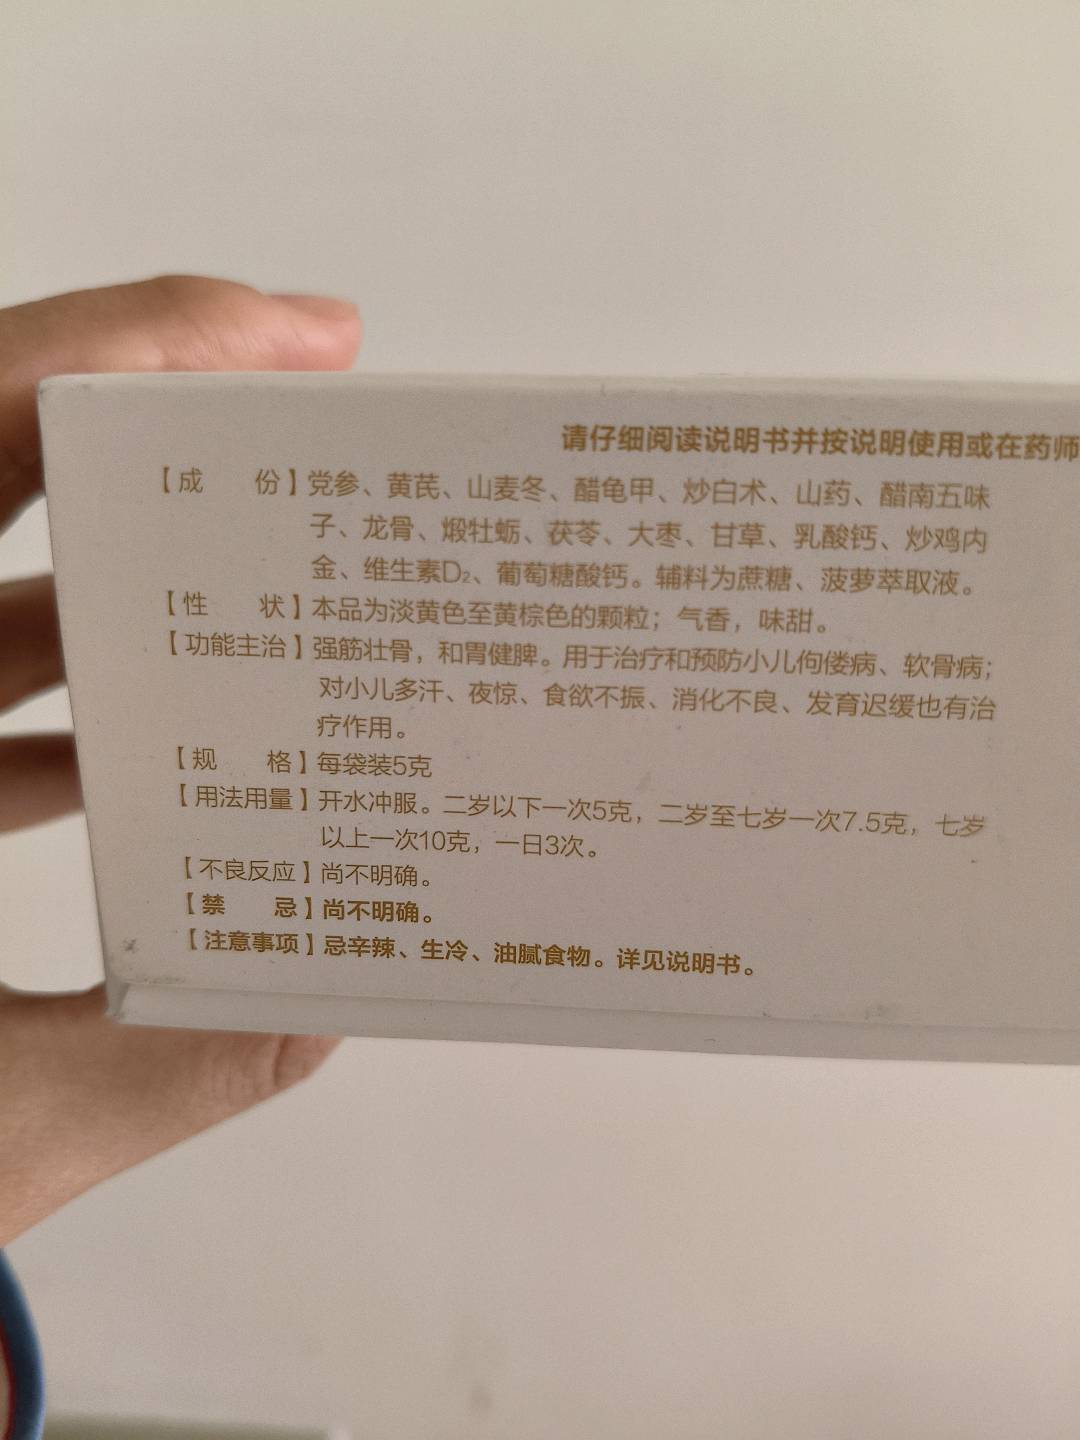 请仔细阅读说明书并按说明使用或在药师
【成 份】党参、黄芪、山麦冬、醋龟甲、炒白术、山药、醋南五味
子、龙骨、煅牡蛎、茯苓、大枣、甘草、乳酸钙、炒鸡内
金、维生素D₂、葡萄糖酸钙。辅料为蔗糖、菠萝萃取液。
【性 状】本品为淡黄色至黄棕色的颗粒；气香，味甜。
【功能主治】强筋壮骨，和胃健脾。用于治疗和预防小儿佝偻病、软骨病；
对小儿多汗、夜惊、食欲不振、消化不良、发育迟缓也有治
疗作用。
【规 格】每袋装5克
【用法用量】开水冲服。二岁以下一次5克，二岁至七岁一次7.5克，七岁
以上一次10克，一日3次。
【不良反应】尚不明确。
【禁 忌】尚不明确。
【注意事项】忌辛辣、生冷、油腻食物。详见说明书。